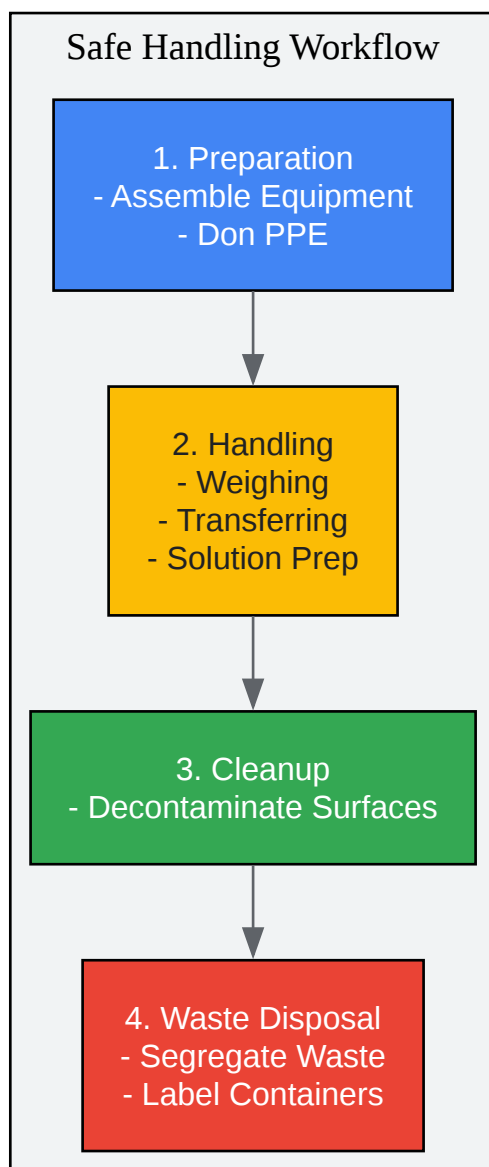 Safe Handling Workflow
1. Preparation
- Assemble Equipment
- Don PPE
2. Handling
- Weighing
- Transferring
- Solution Prep
3. Cleanup
- Decontaminate Surfaces
4. Waste Disposal
- Segregate Waste
- Label Containers